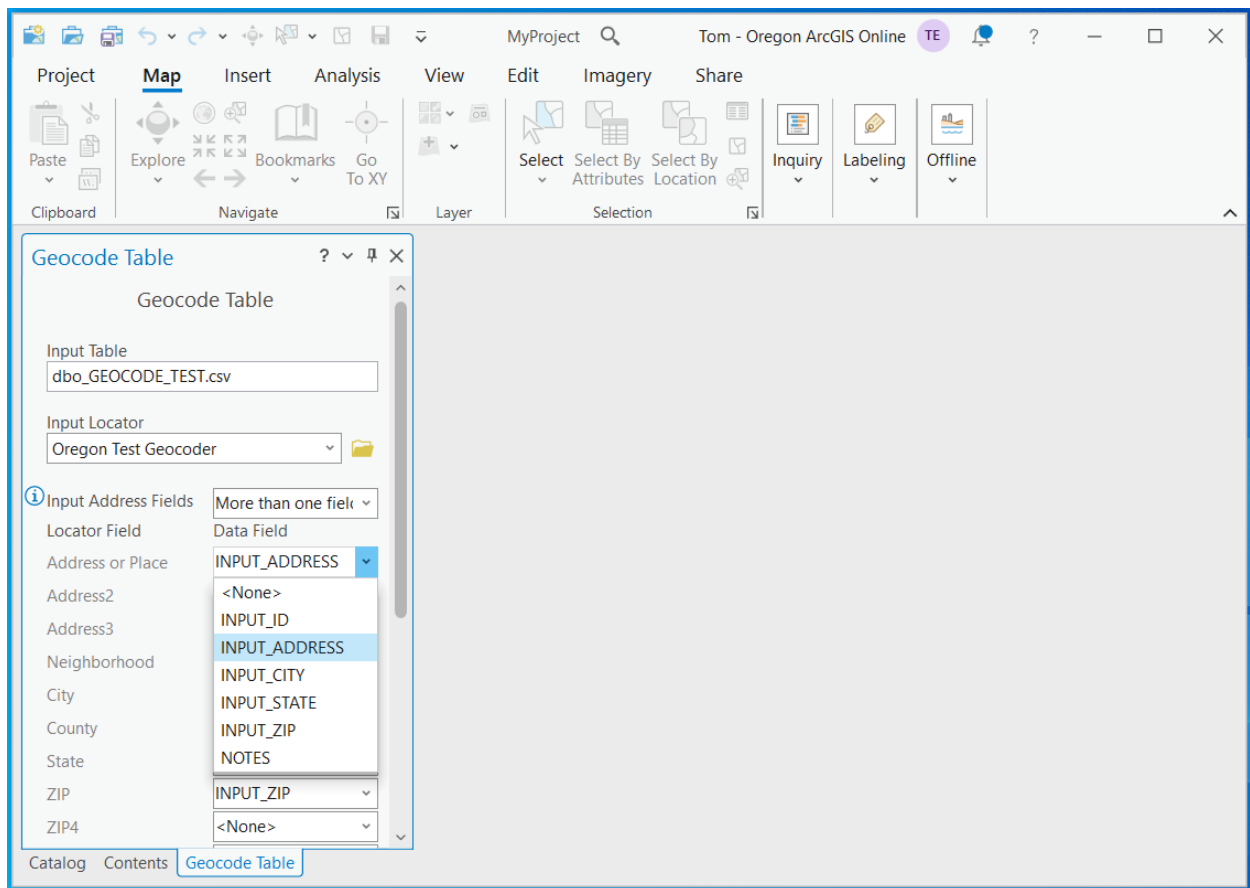 MyProject Tom - Oregon ArcGIS Online TE ?
Project Map Insert Analysis View Edit Imagery Share
Paste Explore Bookmarks Go To XY Select Select By Attributes Select By Location Inquiry Labeling Offline
Clipboard Navigate Layer Selection
Geocode Table ?
Geocode Table
Input Table
dbo_GEOCODE_TEST.csv
Input Locator
Oregon Test Geocoder
Input Address Fields More than one field
Locator Field Data Field
Address or Place INPUT_ADDRESS
Address2 <None>
INPUT_ID
Address3 INPUT_ADDRESS
Neighborhood INPUT_CITY
City INPUT_STATE
County INPUT_ZIP
State NOTES
ZIP INPUT_ZIP
ZIP4 <None>
Catalog Contents Geocode Table